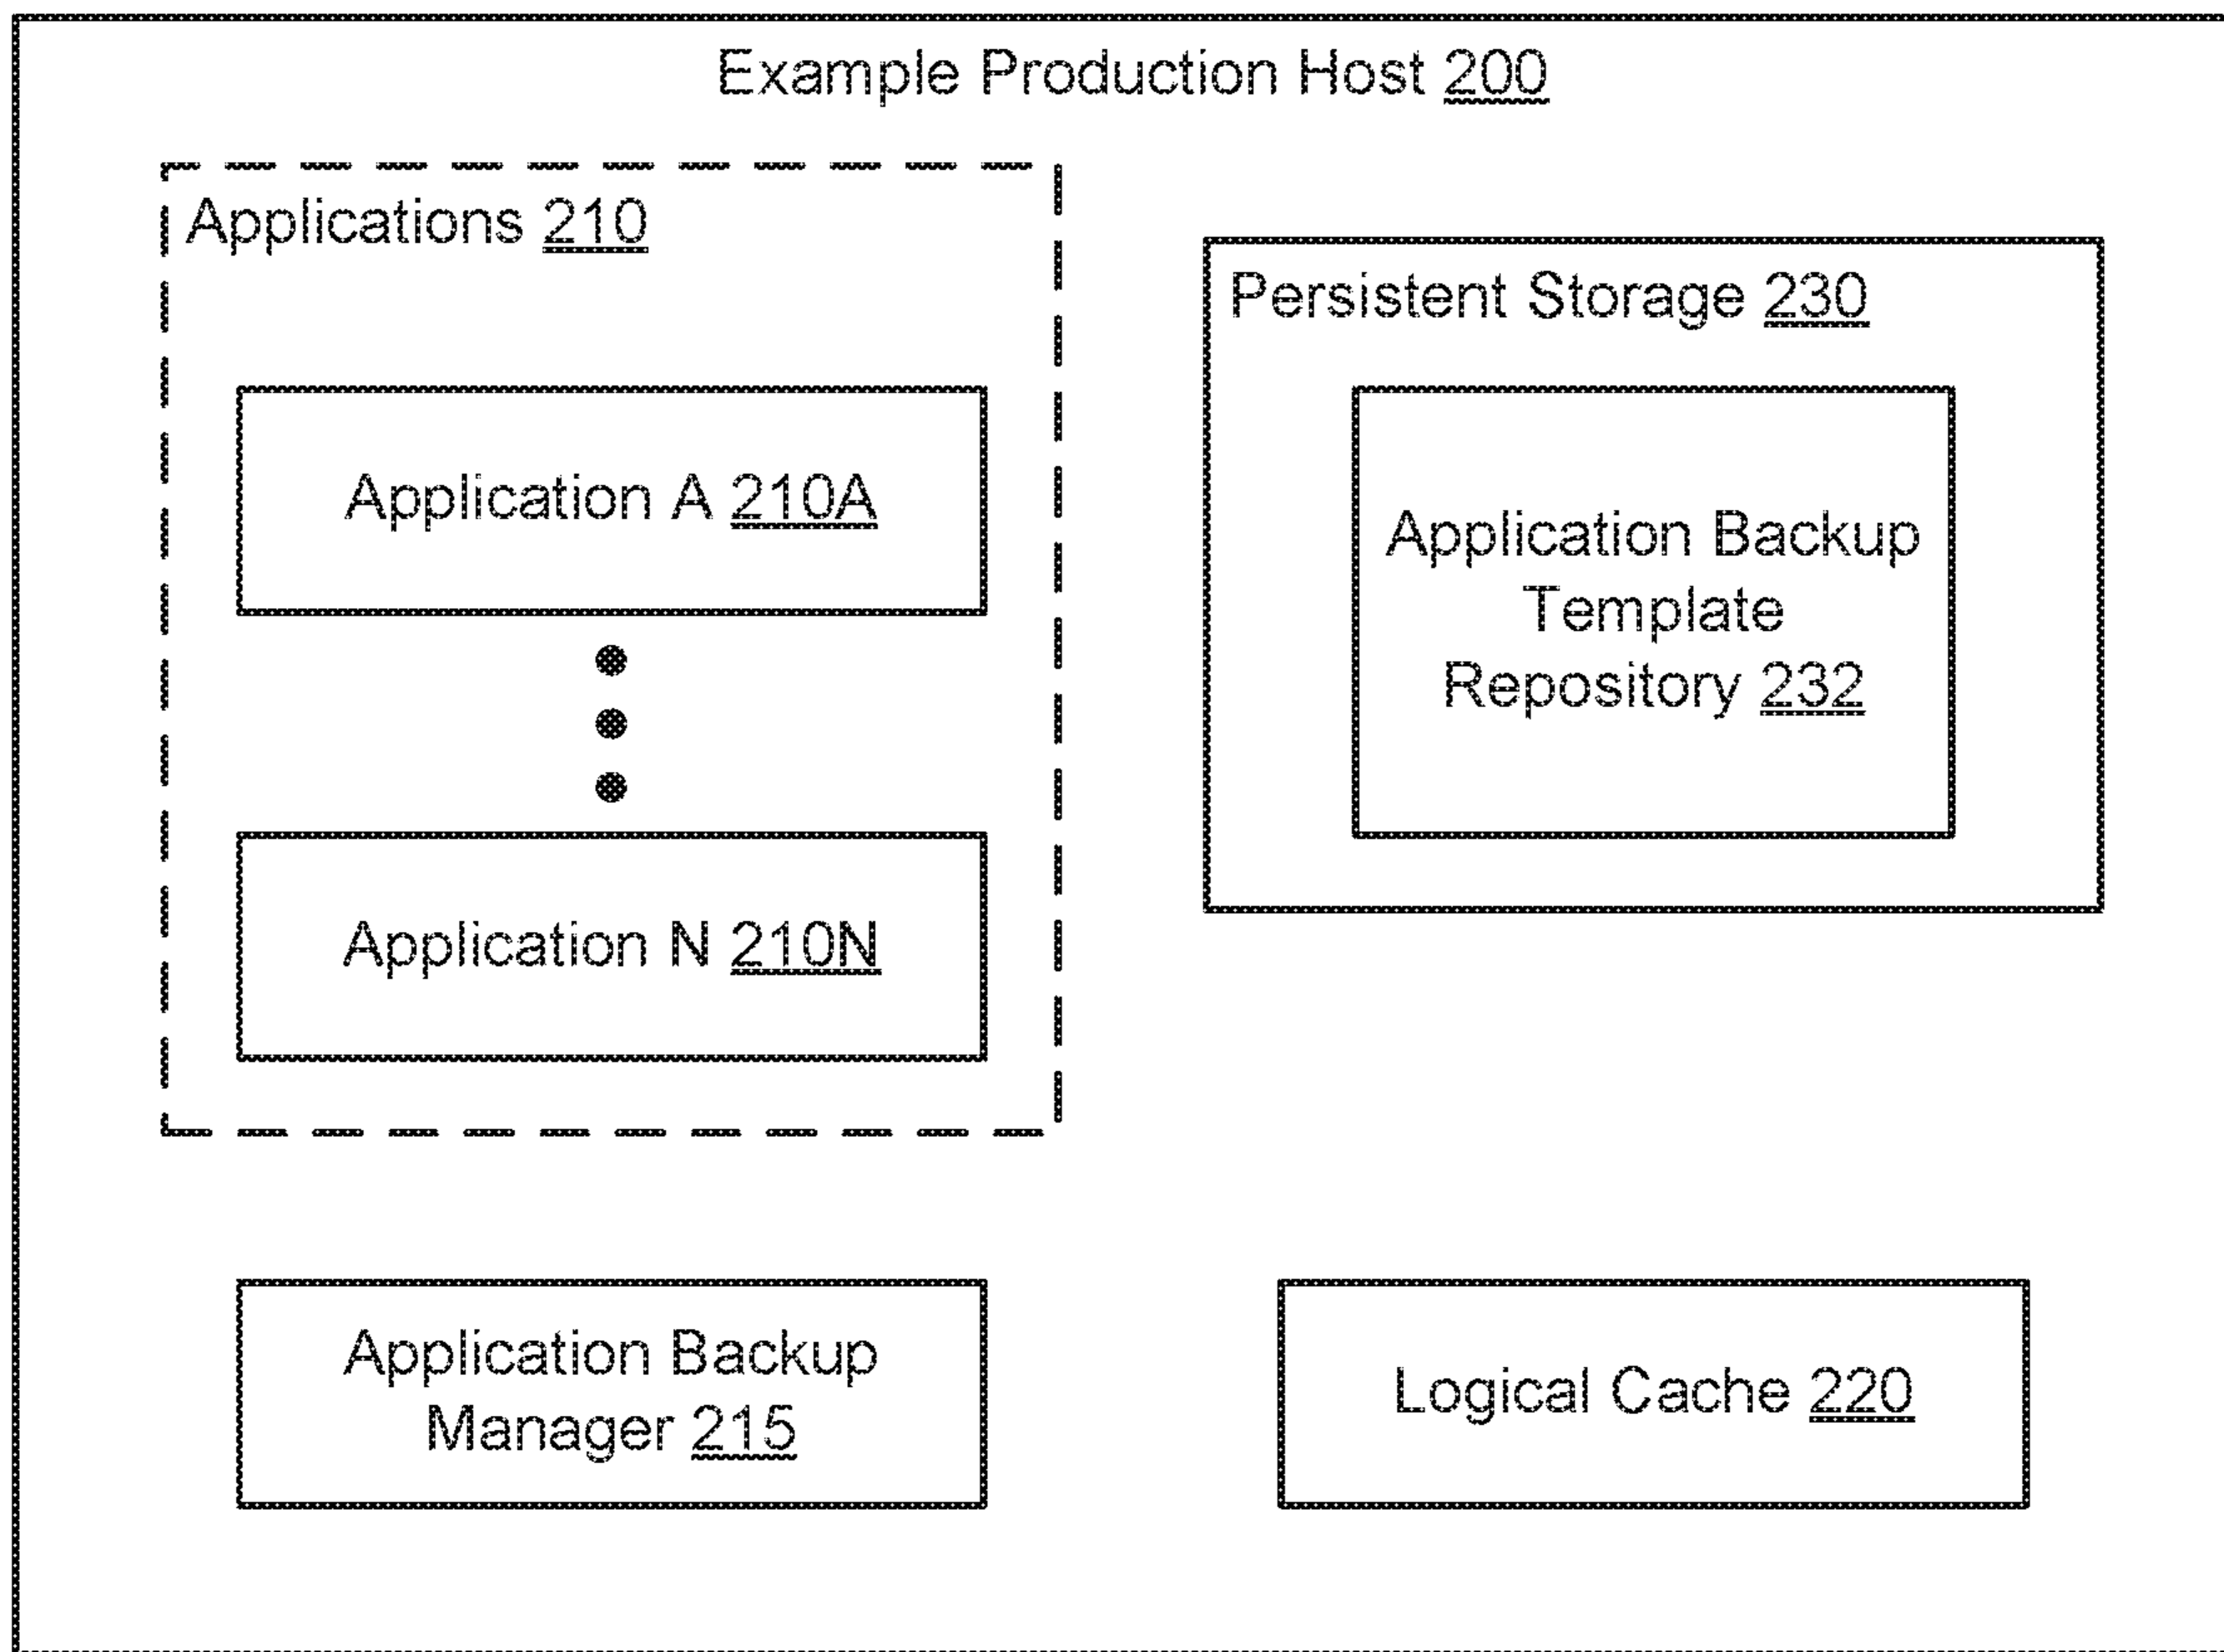 Example Production Host 200
Applications 210
Application A 210A
Application N 210N
Persistent Storage 230
Application Backup
Template
Repository 232
Application Backup
Manager 215
Logical Cache 220